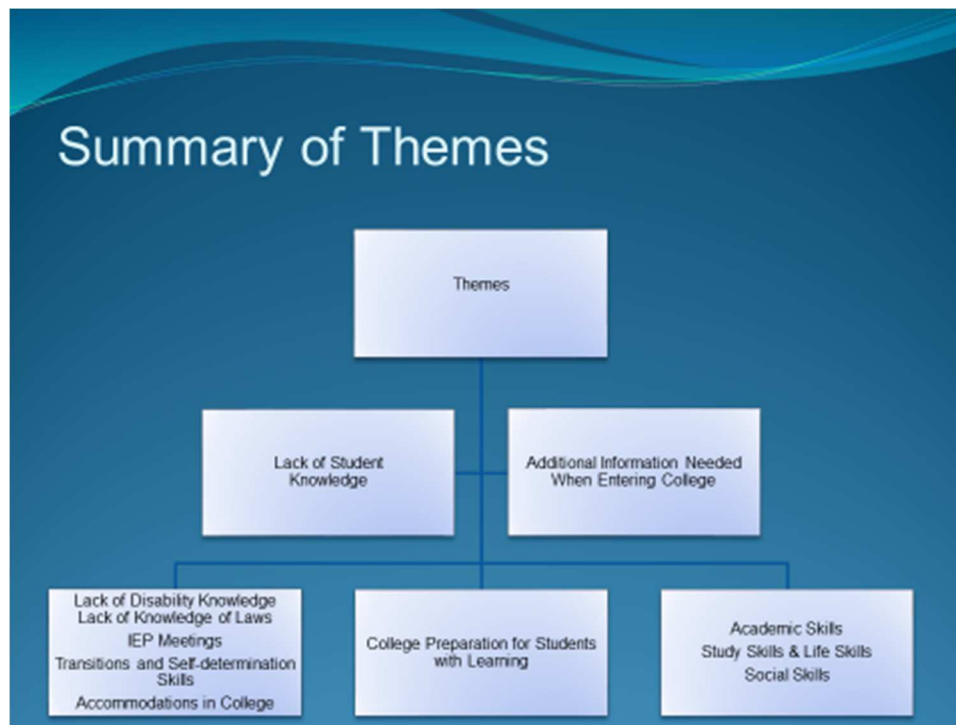 Summary of Themes
Themes
Lack of Student
Knowledge
Additional Information Needed
When Entering College
Lack of Disability Knowledge
Lack of Knowledge of Laws
IEP Meetings
Transitions and Self-determination
Skills
Accommodations in College
College Preparation for Students
with Learning
Academic Skills
Study Skills & Life Skills
Social Skills